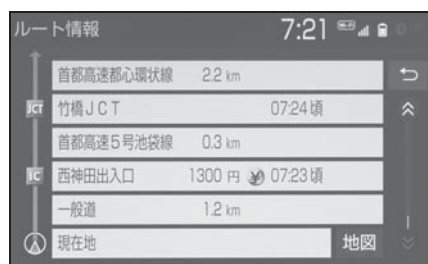 ルート情報 7:21
首都高速都心環状線 2.2 km
JCT 竹橋JCT 07:24頃
首都高速5号池袋線 0.3 km
IC 西神田出入口 1300 円 07:23頃
一般道 1.2 km
現在地 地図